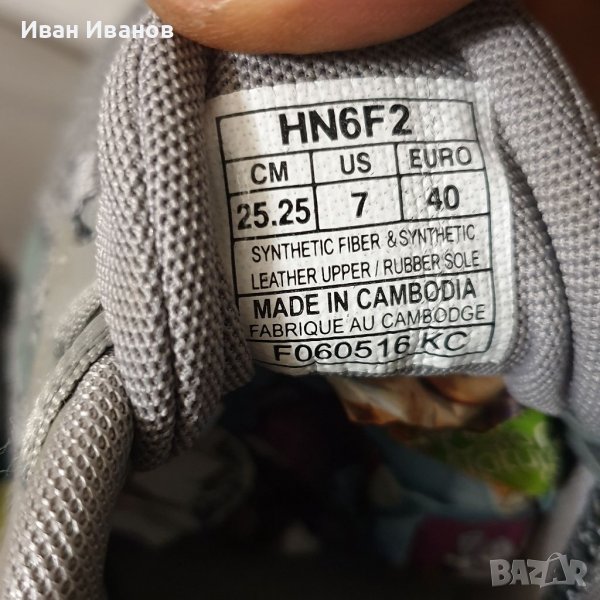 Иван Иванов
HN6F2
CM US EURO
25.25 7 40
SYNTHETIC FIBER & SYNTHETIC
LEATHER UPPER / RUBBER SOLE
MADE IN CAMBODIA
FABRIQUE AU CAMBODGE
F060516 KC
BAZAR